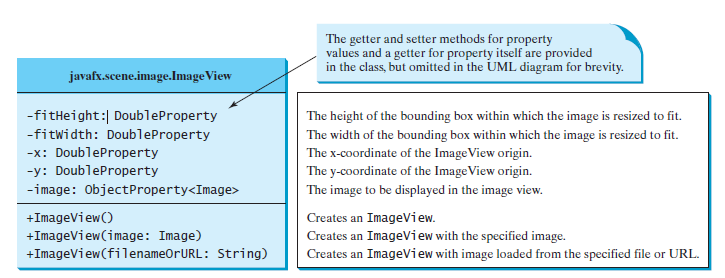 The getter and setter methods for property
values and a getter for property itself are provided
in the class, but omitted in the UML diagram for brevity.
javafx.scene.image.ImageView
-fitHeight: DoubleProperty
-fitWidth: DoubleProperty
-x: DoubleProperty
-y: DoubleProperty
-image: ObjectProperty<Image>
+ImageView()
+ImageView(image: Image)
+ImageView(filenameOrURL: String)
The height of the bounding box within which the image is resized to fit.
The width of the bounding box within which the image is resized to fit.
The x-coordinate of the ImageView origin.
The y-coordinate of the ImageView origin.
The image to be displayed in the image view.
Creates an ImageView.
Creates an ImageView with the specified image.
Creates an ImageView with image loaded from the specified file or URL.